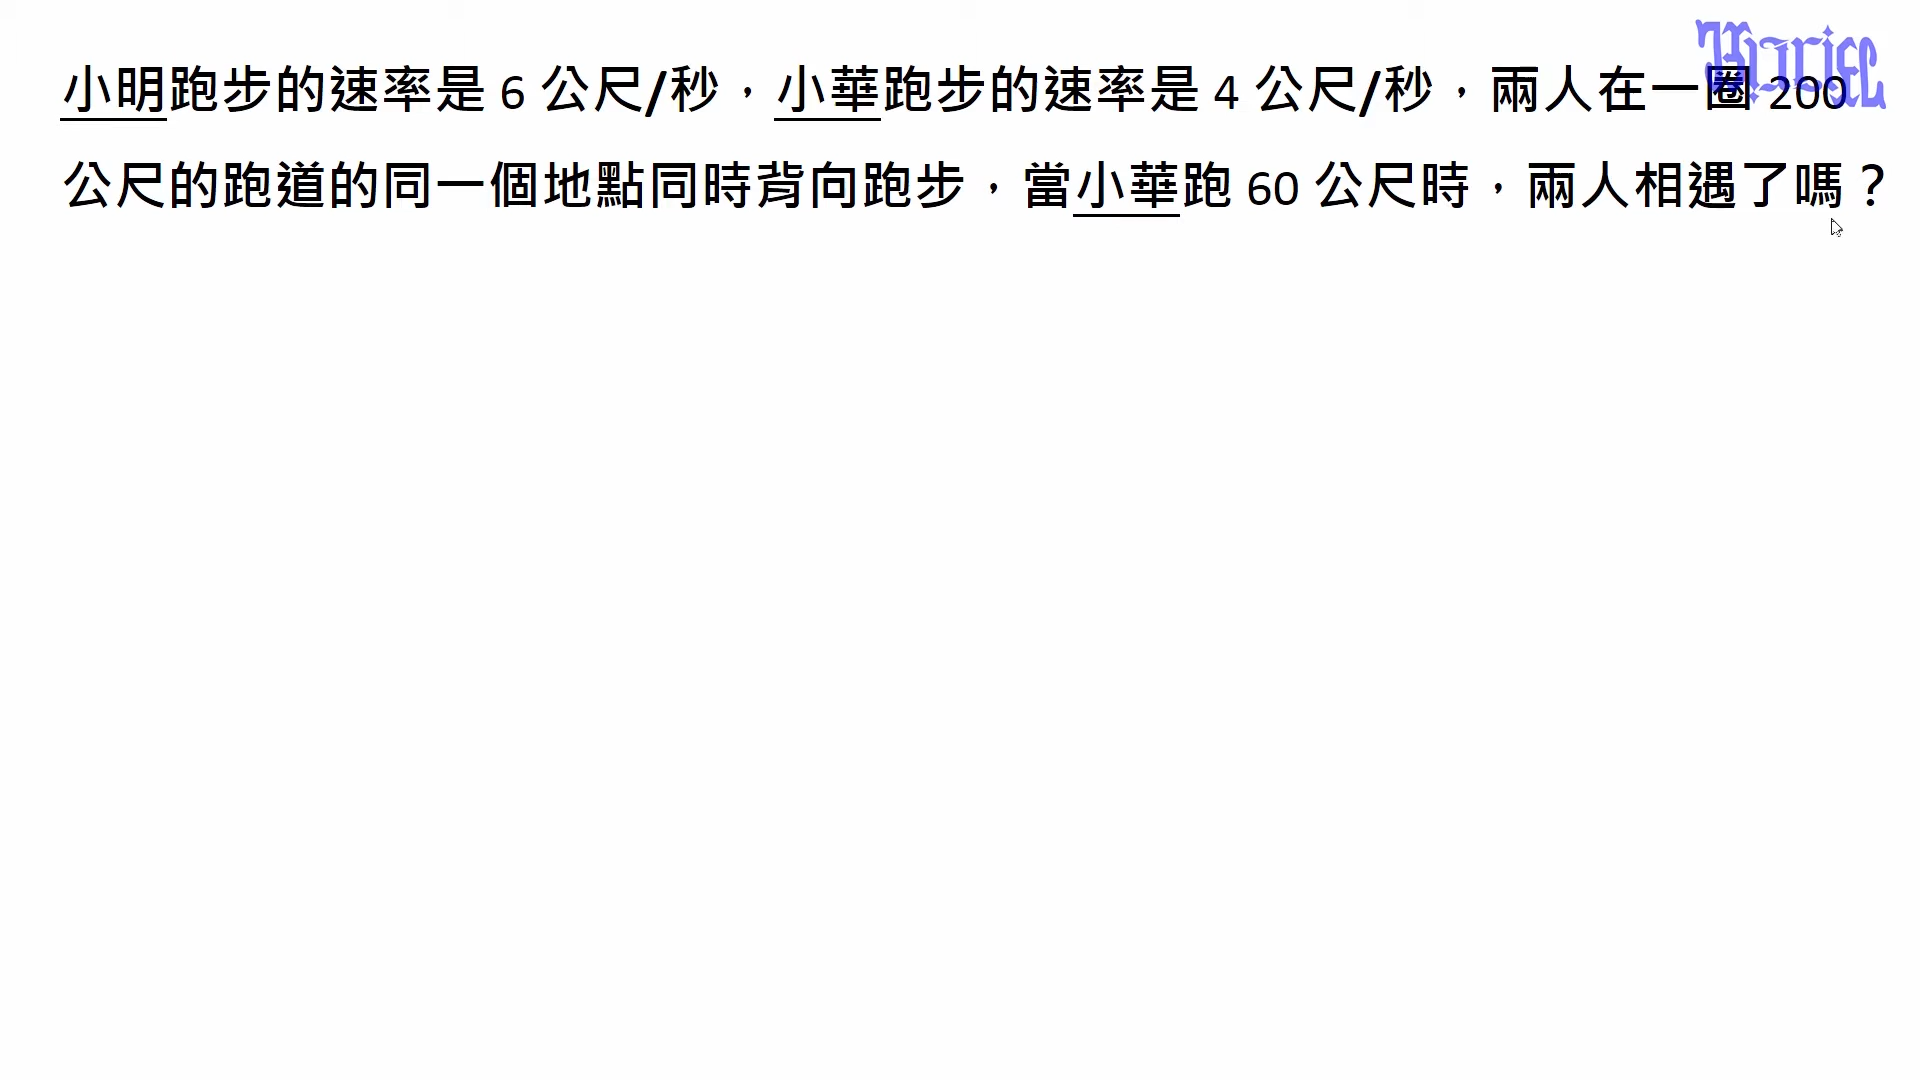 小明跑步的速率是 6 公尺/秒，小華跑步的速率是 4 公尺/秒，兩人在一圈 200
公尺的跑道的同一個地點同時背向跑步，當小華跑 60 公尺時，兩人相遇了嗎？